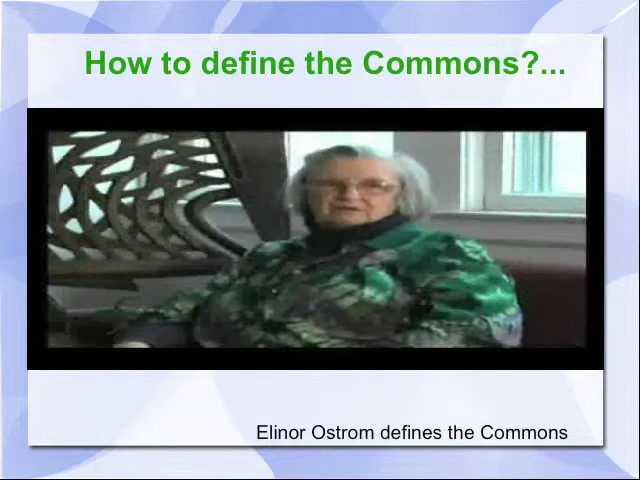 How to define the Commons?...
Elinor Ostrom defines the Commons